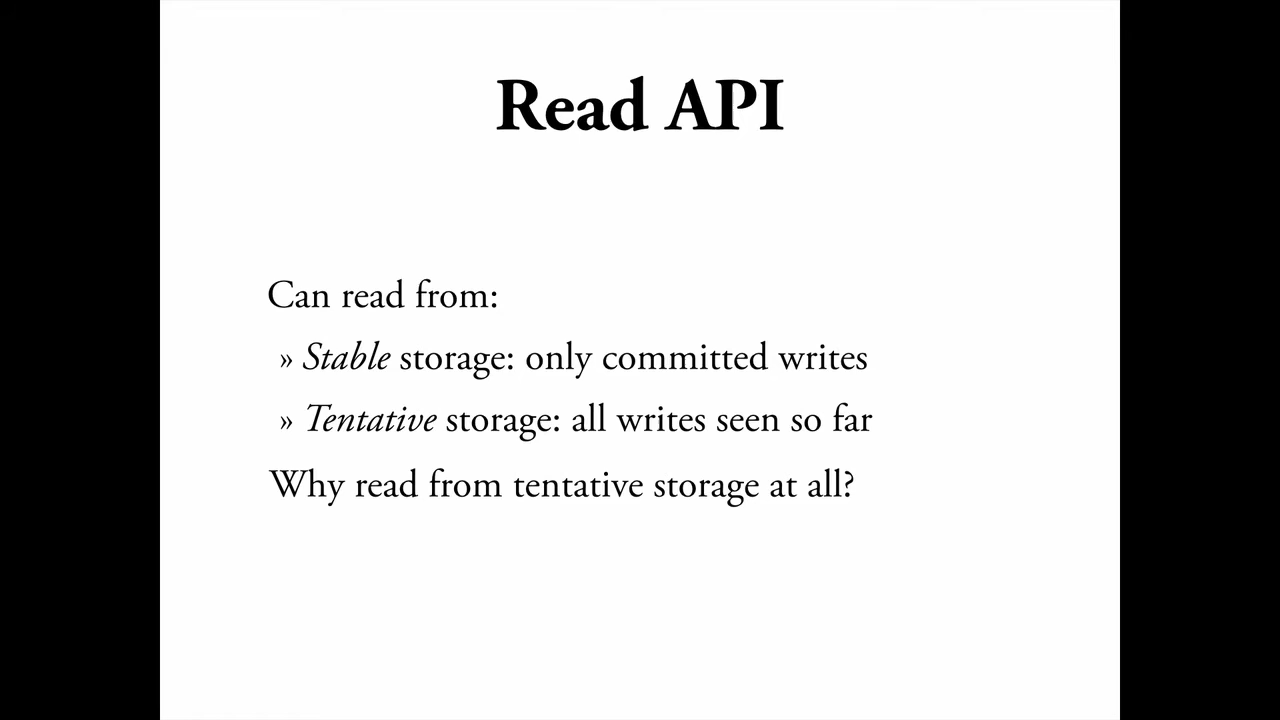 Read API
Can read from:
» Stable storage: only committed writes
» Tentative storage: all writes seen so far
Why read from tentative storage at all?